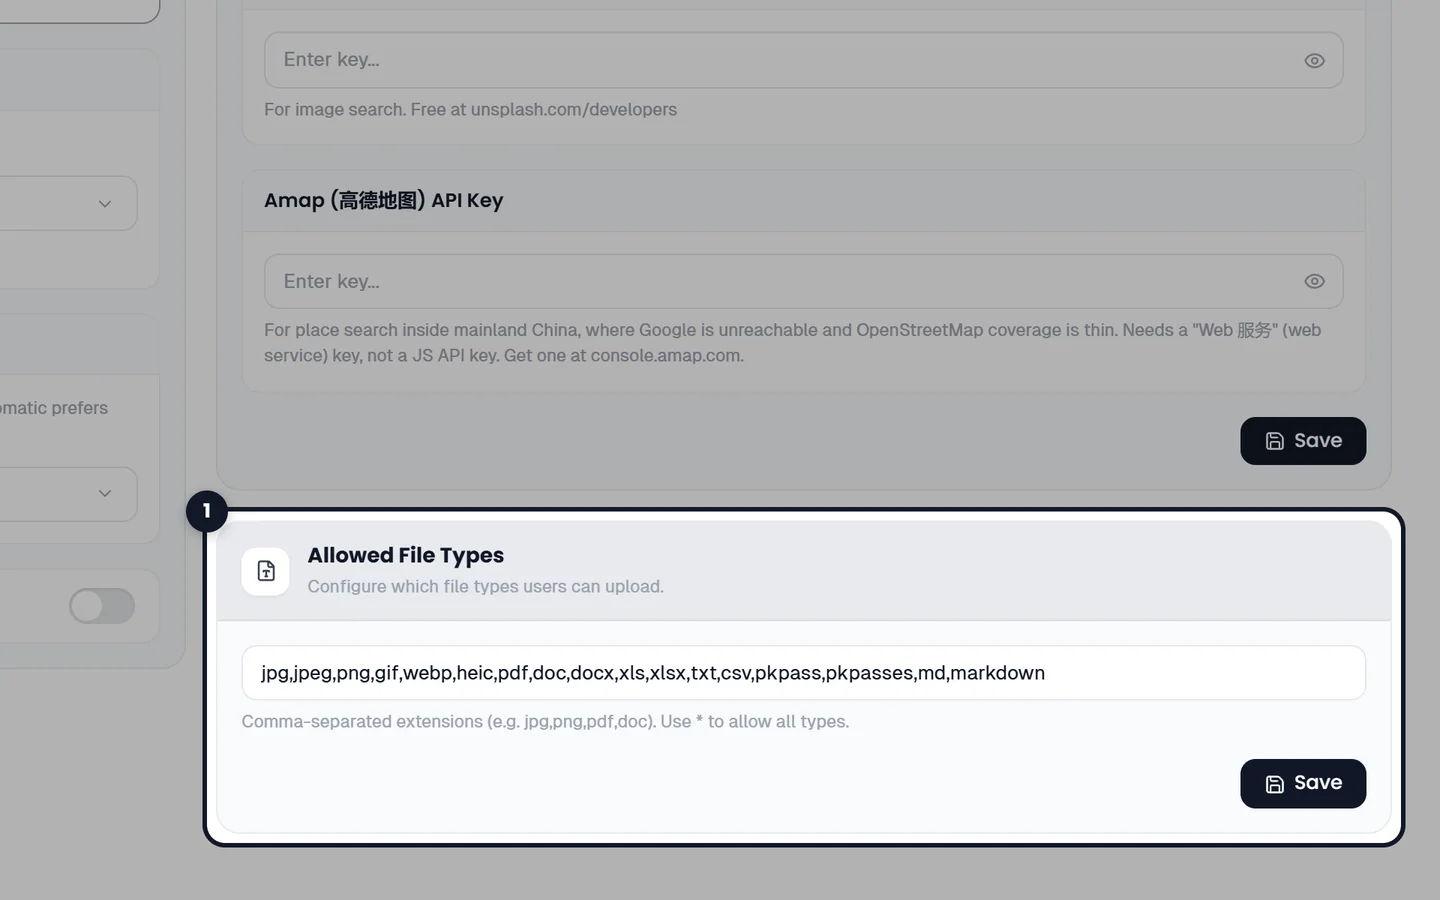 Enter key...
For image search. Free at unsplash.com/developers
Amap (高德地图) API Key
Enter key...
For place search inside mainland China, where Google is unreachable and OpenStreetMap coverage is thin. Needs a "Web 服务" (web
service) key, not a JS API key. Get one at console.amap.com.
omatic prefers
Save
1
Allowed File Types
Configure which file types users can upload.
jpg,jpeg,png,gif,webp,heic,pdf,doc,docx,xls,xlsx,txt,csv,pkpass,pkpasses,md,markdown
Comma-separated extensions (e.g. jpg,png,pdf,doc). Use * to allow all types.
Save